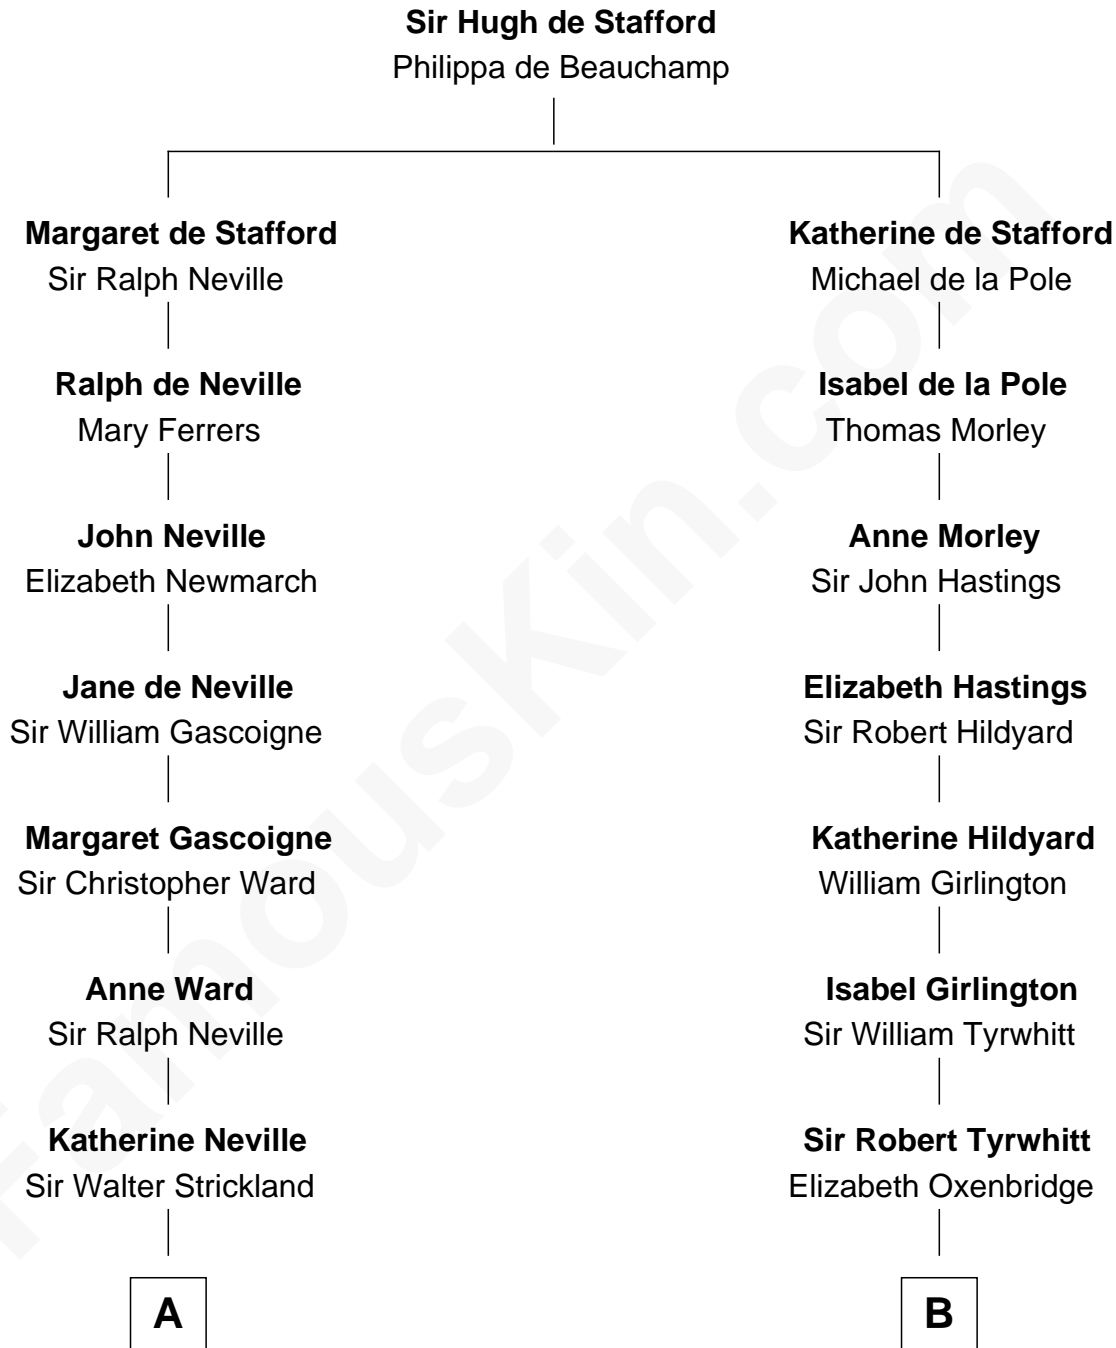 Sir Hugh de Stafford
Philippa de Beauchamp
Margaret de Stafford
Sir Ralph Neville
Katherine de Stafford
Michael de la Pole
Ralph de Neville
Mary Ferrers
Isabel de la Pole
Thomas Morley
John Neville
Elizabeth Newmarch
Anne Morley
Sir John Hastings
Jane de Neville
Sir William Gascoigne
Elizabeth Hastings
Sir Robert Hildyard
Margaret Gascoigne
Sir Christopher Ward
Katherine Hildyard
William Girlington
Anne Ward
Sir Ralph Neville
Isabel Girlington
Sir William Tyrwhitt
Katherine Neville
Sir Walter Strickland
Sir Robert Tyrwhitt
Elizabeth Oxenbridge
A
B
FamousKin.com